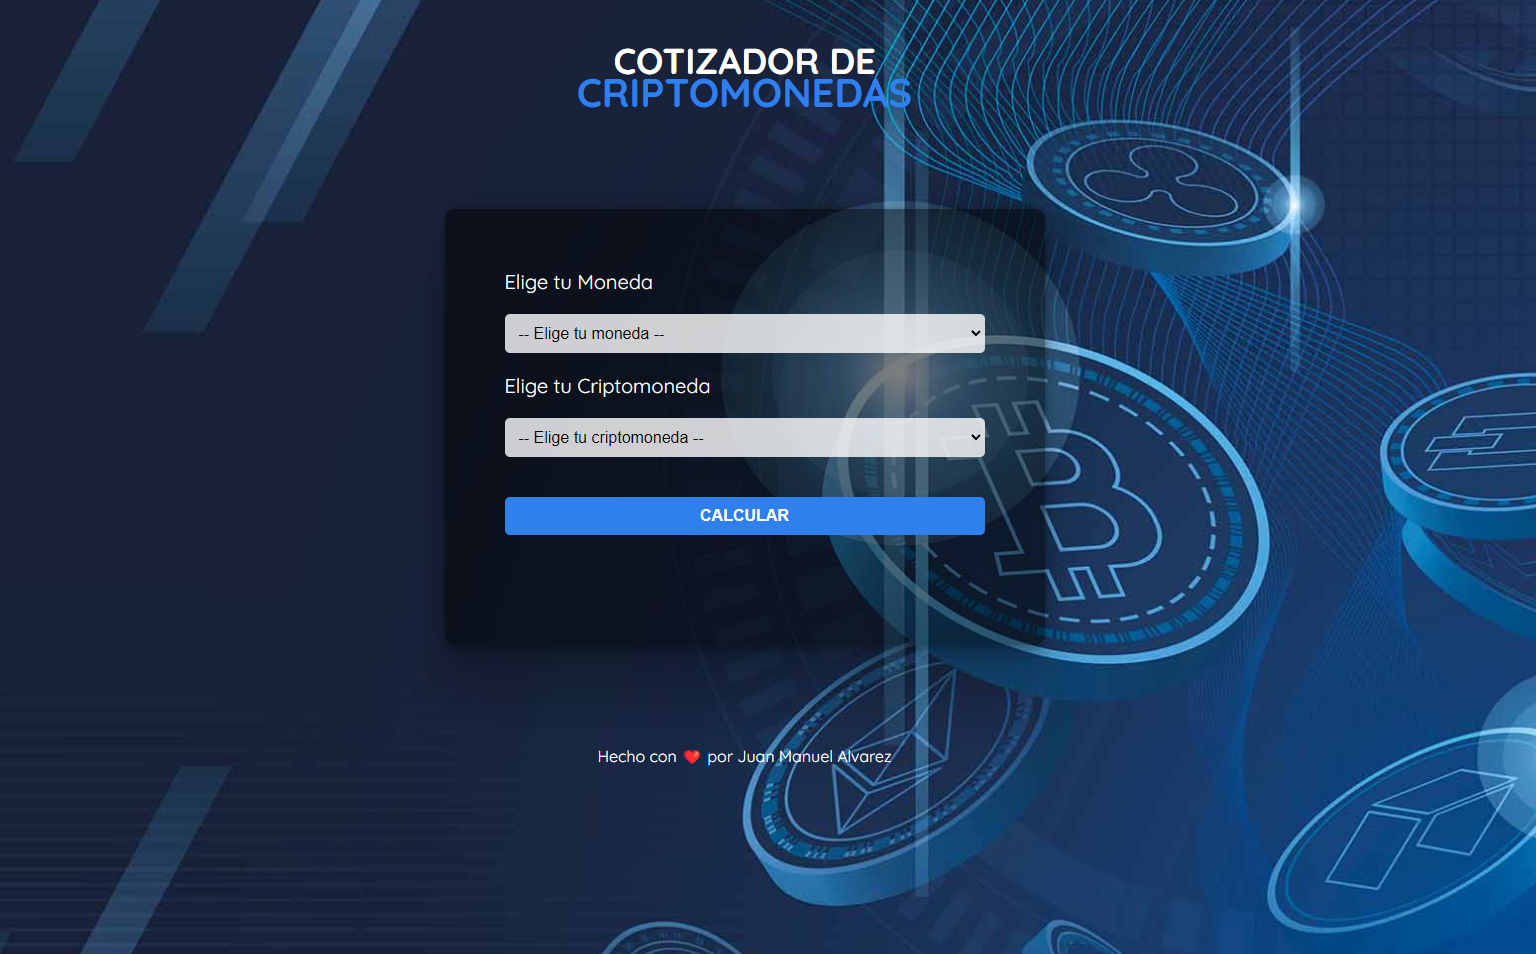 COTIZADOR DE
CRIPTOMONEDAS
Elige tu Moneda
-- Elige tu moneda --
Elige tu Criptomoneda
-- Elige tu criptomoneda --
CALCULAR
Hecho con ❤️ por Juan Manuel Alvarez